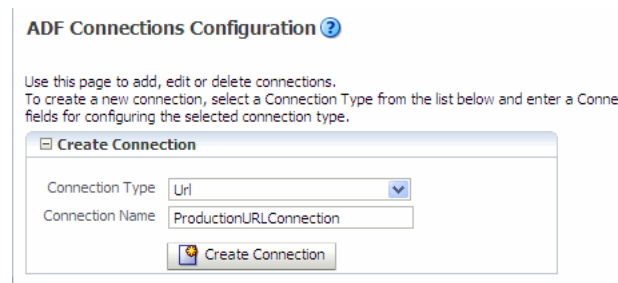 ADF Connections Configuration ?
Use this page to add, edit or delete connections.
To create a new connection, select a Connection Type from the list below and enter a Conne
fields for configuring the selected connection type.
Create Connection
Connection Type Url
Connection Name ProductionURLConnection
Create Connection